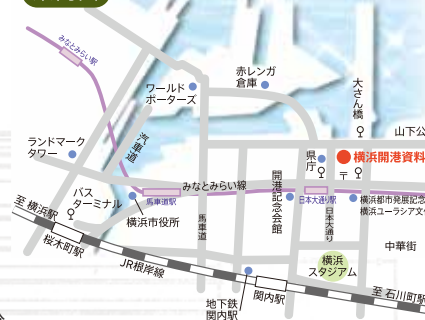 みなとみらい駅
ワールド
ポーターズ
赤レンガ
倉庫
大さん橋
汽車道
山下公
ランドマーク
タワー
県庁
横浜開港資料
〒
みなとみらい線
バス
ターミナル
馬車道駅
開港記念会館
日本大通り駅
横浜都市発展記念
横浜ユーラシア文
横浜市役所
馬車道
日本大通り
至 横浜駅
桜木町駅
中華街
横浜
スタジアム
JR根岸線
至 石川町駅
関内駅
地下鉄
関内駅